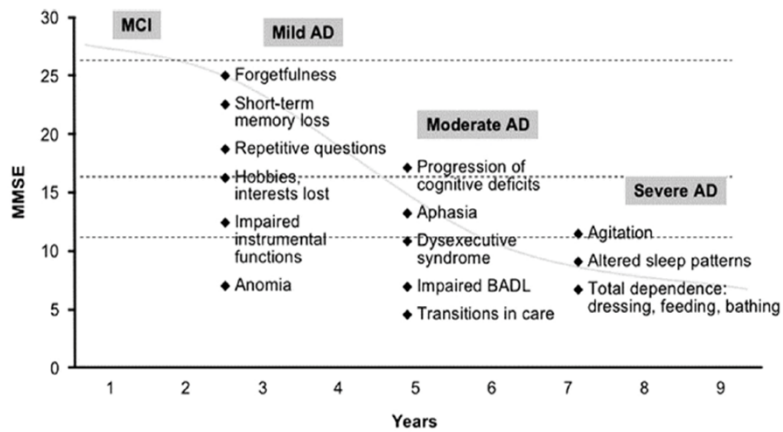 30
MCI
Mild AD
25
Forgetfulness
Short-term
memory loss
20
Moderate AD
Repetitive questions
Hobbies,
interests lost
Progression of
cognitive deficits
15
Severe AD
MMSE
Impaired
instrumental
functions
Aphasia
Agitation
10
Dysexecutive
syndrome
Altered sleep patterns
Anomia
Impaired BADL
Total dependence:
dressing, feeding, bathing
5
Transitions in care
0
1 2 3 4 5 6 7 8 9
Years